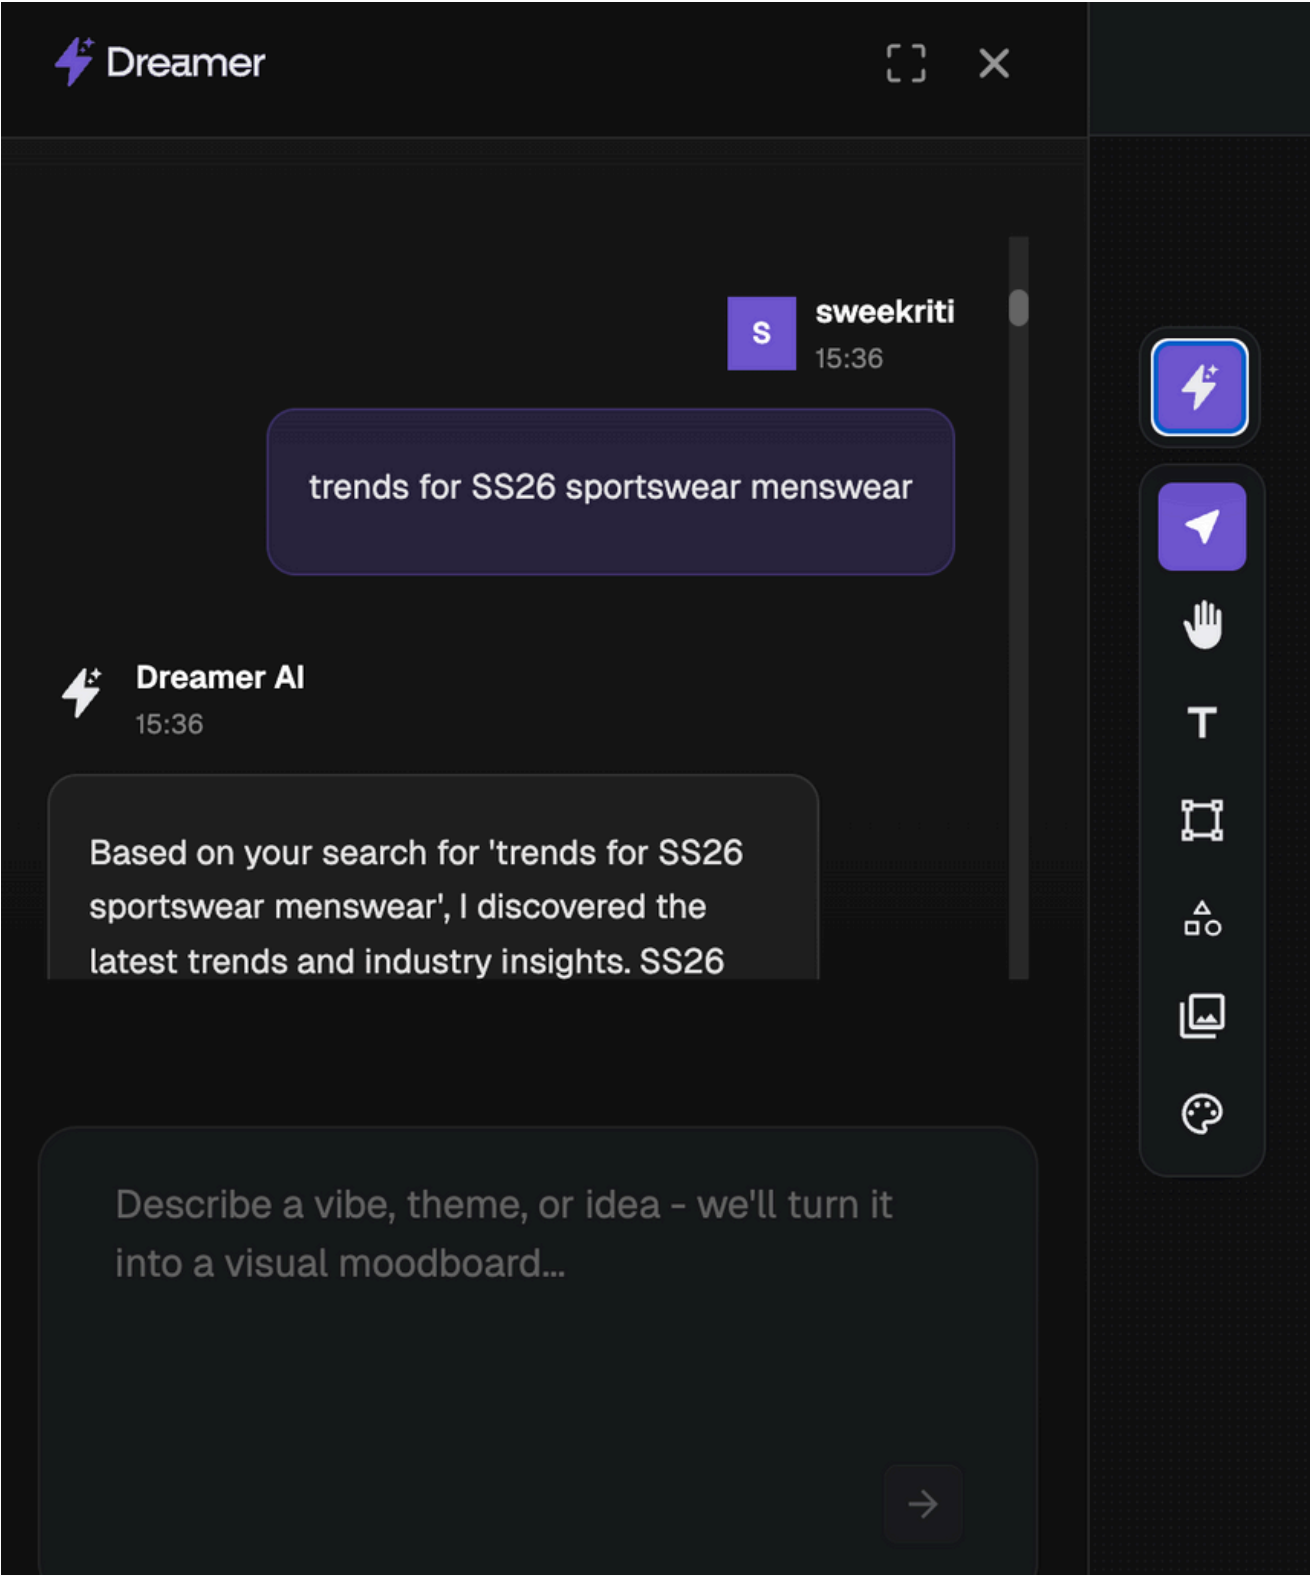 Dreamer
S
sweekriti
15:36
trends for SS26 sportswear menswear
Dreamer AI
15:36
Based on your search for 'trends for SS26
sportswear menswear', I discovered the
latest trends and industry insights. SS26
T
Describe a vibe, theme, or idea - we'll turn it
into a visual moodboard...